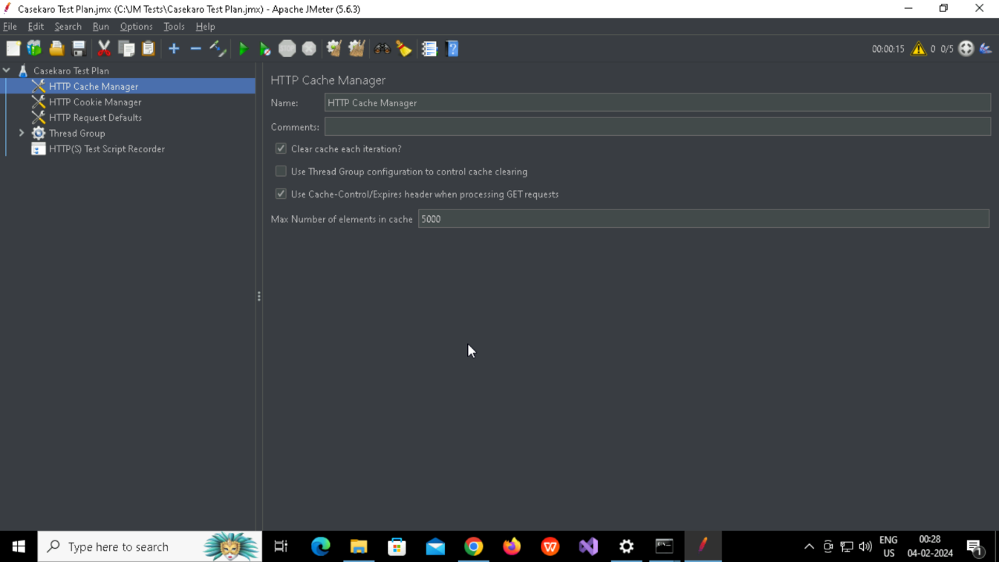 Casekaro Test Plan.jmx (C:\JM Tests\Casekaro Test Plan.jmx) - Apache JMeter (5.6.3)
File Edit Search Run Options Tools Help
00:00:15 0 0/5
Casekaro Test Plan
HTTP Cache Manager
HTTP Cookie Manager
HTTP Request Defaults
Thread Group
HTTP(S) Test Script Recorder
HTTP Cache Manager
Name: HTTP Cache Manager
Comments:
Clear cache each iteration?
Use Thread Group configuration to control cache clearing
Use Cache-Control/Expires header when processing GET requests
Max Number of elements in cache 5000
Type here to search
ENG
US
00:28
04-02-2024
1